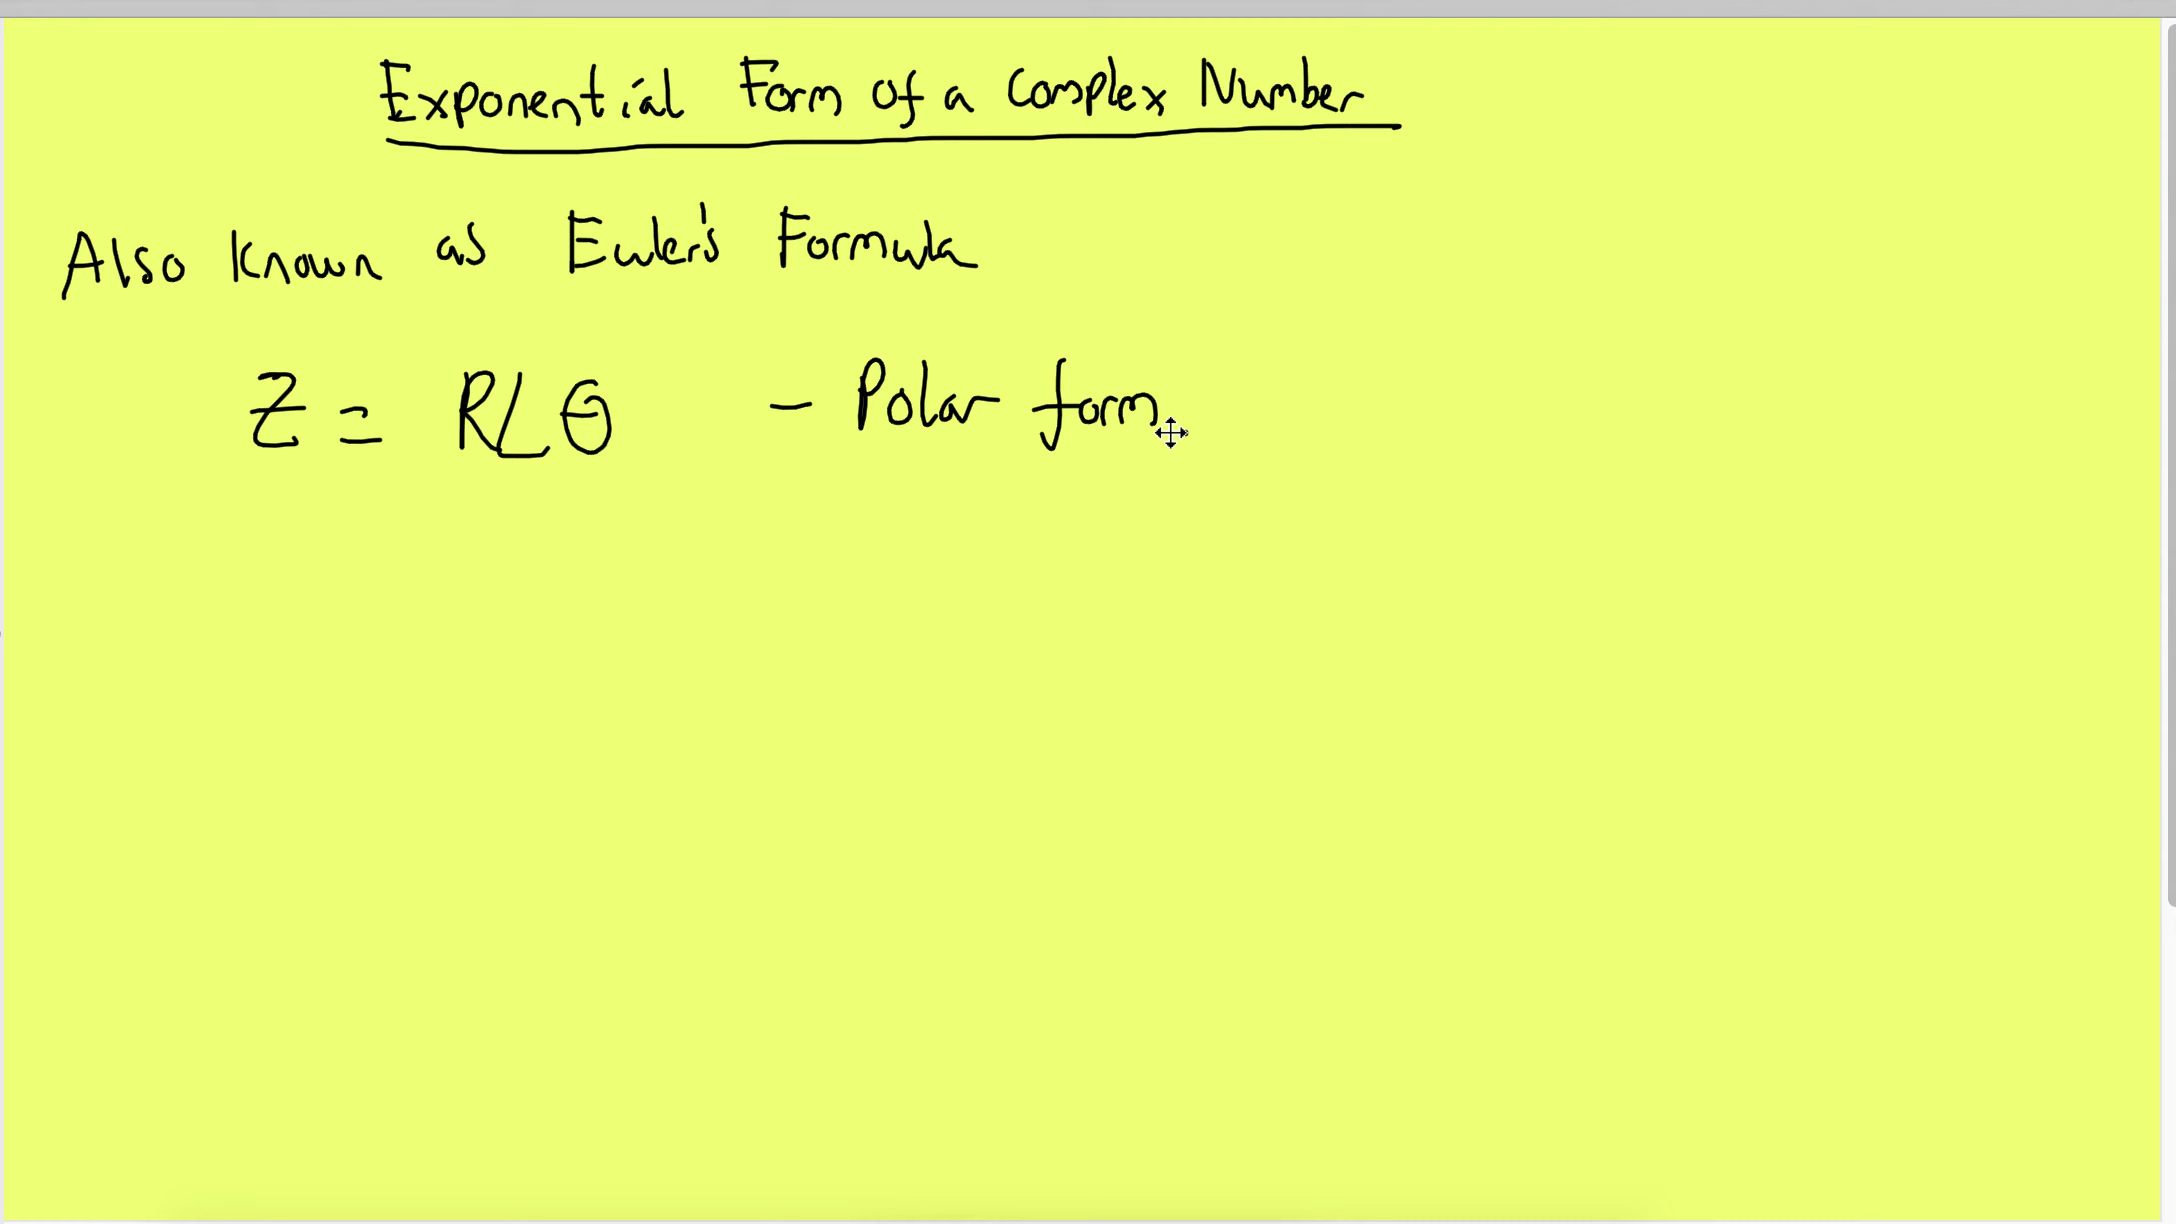 Exponential Form of a Complex Number
Also Known as Euler's Formula
Z = R∠θ - Polar form